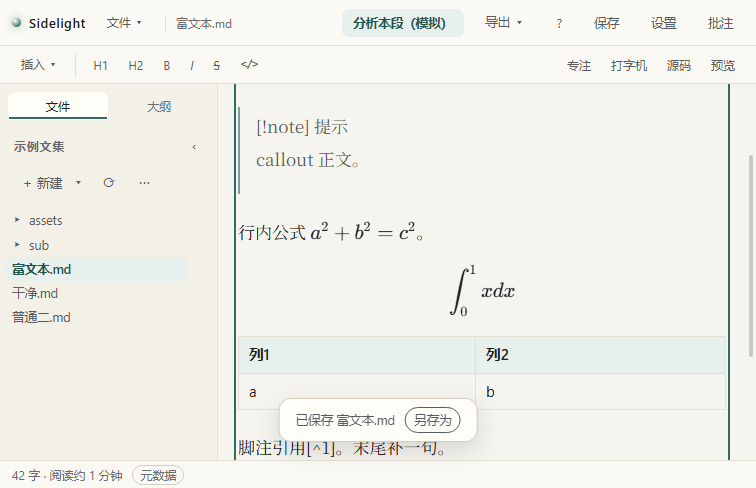 Sidelight 文件 富文本.md 分析本段（模拟） 导出 ? 保存 设置 批注
插入 H1 H2 B I S </> 专注 打字机 源码 预览
文件 大纲
示例文集
+ 新建 ...
assets
sub
富文本.md
干净.md
普通二.md
[!note] 提示
callout 正文。
行内公式 a² + b² = c²。
∫₀¹ xdx
列1 列2
a b
已保存 富文本.md 另存为
脚注引用[^1]。末尾补一句。
42 字 · 阅读约 1 分钟 元数据